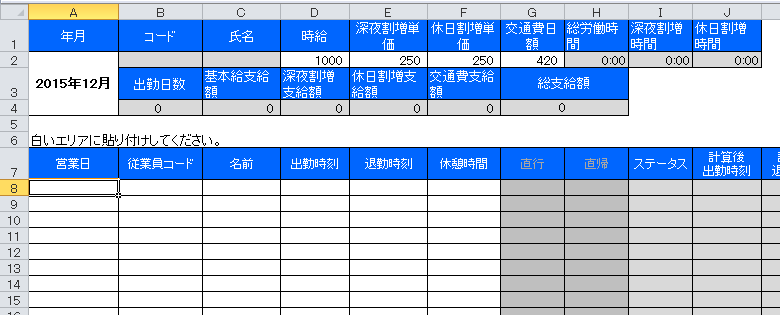 A B C D E F G H I J
1 年月 コード 氏名 時給 深夜割増単価 休日割増単価 交通費日額 総労働時間 深夜割増時間 休日割増時間
2 1000 250 250 420 0:00 0:00 0:00
3 2015年12月 出勤日数 基本給支給額 深夜割増支給額 休日割増支給額 交通費支給額 総支給額
4 0 0 0 0 0 0
5
6 白いエリアに貼り付けしてください。
7 営業日 従業員コード 名前 出勤時刻 退勤時刻 休憩時間 直行 直帰 ステータス 計算後出勤時刻
8
9
10
11
12
13
14
15